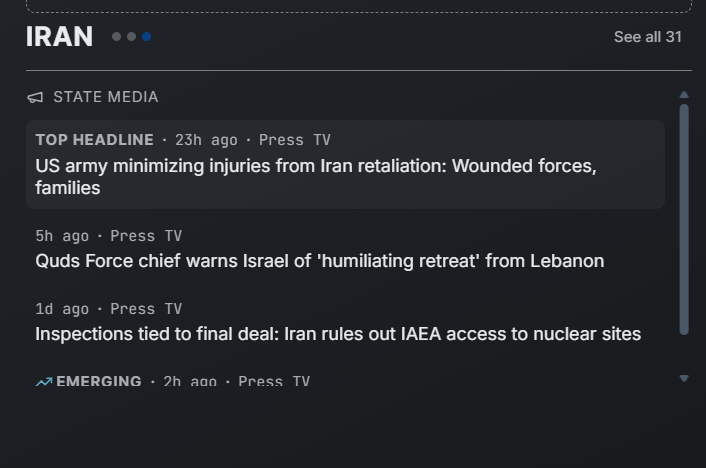 IRAN
See all 31
STATE MEDIA
TOP HEADLINE · 23h ago · Press TV
US army minimizing injuries from Iran retaliation: Wounded forces,
families
5h ago · Press TV
Quds Force chief warns Israel of 'humiliating retreat' from Lebanon
1d ago · Press TV
Inspections tied to final deal: Iran rules out IAEA access to nuclear sites
EMERGING · 2h ago · Press TV